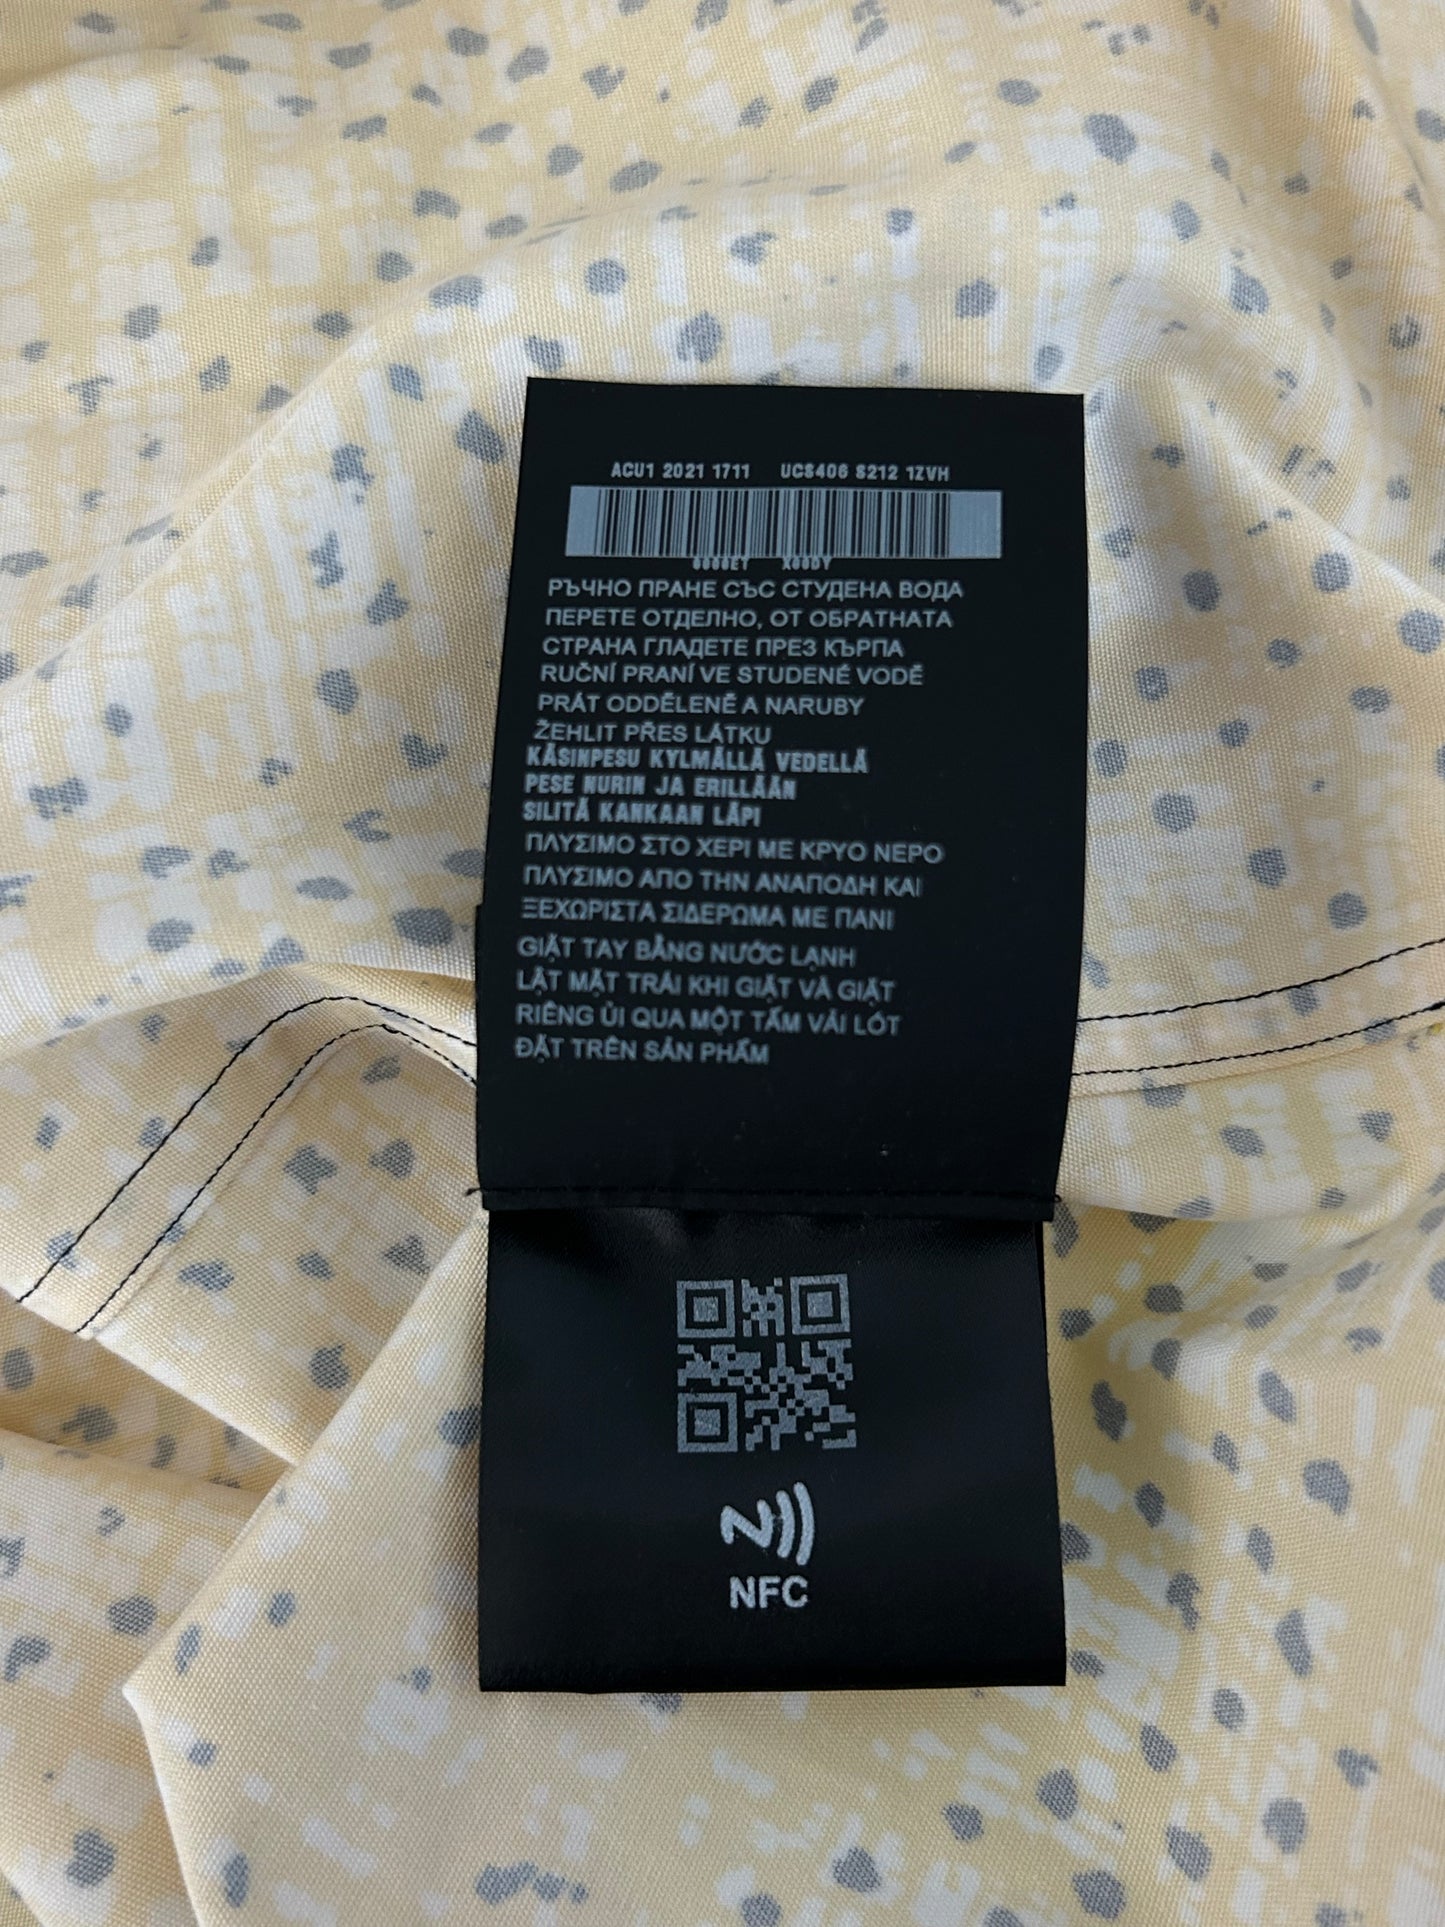 ACU1 2021 1711 UC8406 S212 1ZVH
0000ET X00DY
РЪЧНО ПРАНЕ СЪС СТУДЕНА ВОДА
ПЕРЕТЕ ОТДЕЛНО, ОТ ОБРАТНАТА
СТРАНА ГЛАДЕТЕ ПРЕЗ КЪРПА
RUČNÍ PRANÍ VE STUDENÉ VODĚ
PRÁT ODDĚLENĚ A NARUBY
ŽEHLIT PŘES LÁTKU
KÄSINPESU KYLMÄLLÄ VEDELLÄ
PESE NURIN JA ERILLÄÄN
SILITÄ KANKAAN LÄPI
ΠΛΥΣΙΜΟ ΣΤΟ ΧΕΡΙ ΜΕ ΚΡΥΟ ΝΕΡΟ
ΠΛΥΣΙΜΟ ΑΠΟ ΤΗΝ ΑΝΑΠΟΔΗ ΚΑΙ
ΞΕΧΩΡΙΣΤΑ ΣΙΔΕΡΩΜΑ ΜΕ ΠΑΝΙ
GIẶT TAY BẰNG NƯỚC LẠNH
LẬT MẶT TRÁI KHI GIẶT VÀ GIẶT
RIÊNG ỦI QUA MỘT TẤM VẢI LÓT
ĐẶT TRÊN SẢN PHẨM
NFC